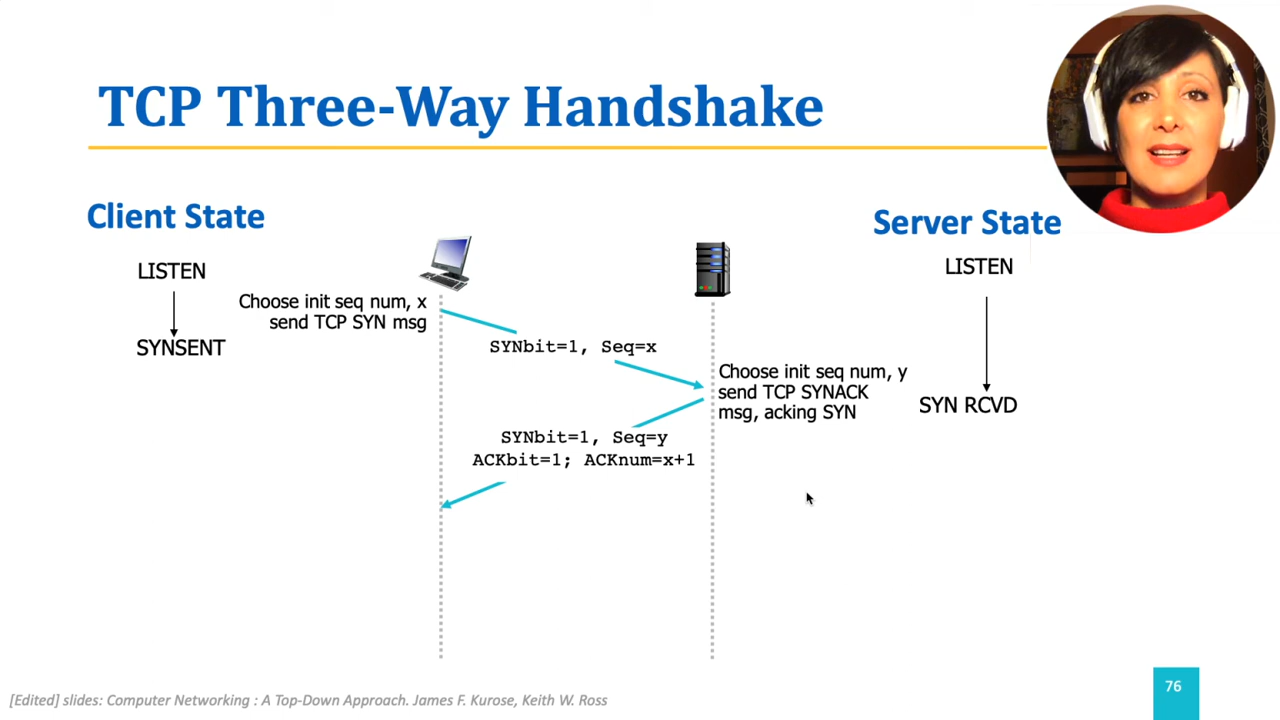 TCP Three-Way Handshake
Client State
Server State
LISTEN
LISTEN
Choose init seq num, x
send TCP SYN msg
SYNSENT
SYNbit=1, Seq=x
Choose init seq num, y
send TCP SYNACK
msg, acking SYN
SYN RCVD
SYNbit=1, Seq=y
ACKbit=1; ACKnum=x+1
[Edited] slides: Computer Networking : A Top-Down Approach. James F. Kurose, Keith W. Ross
76